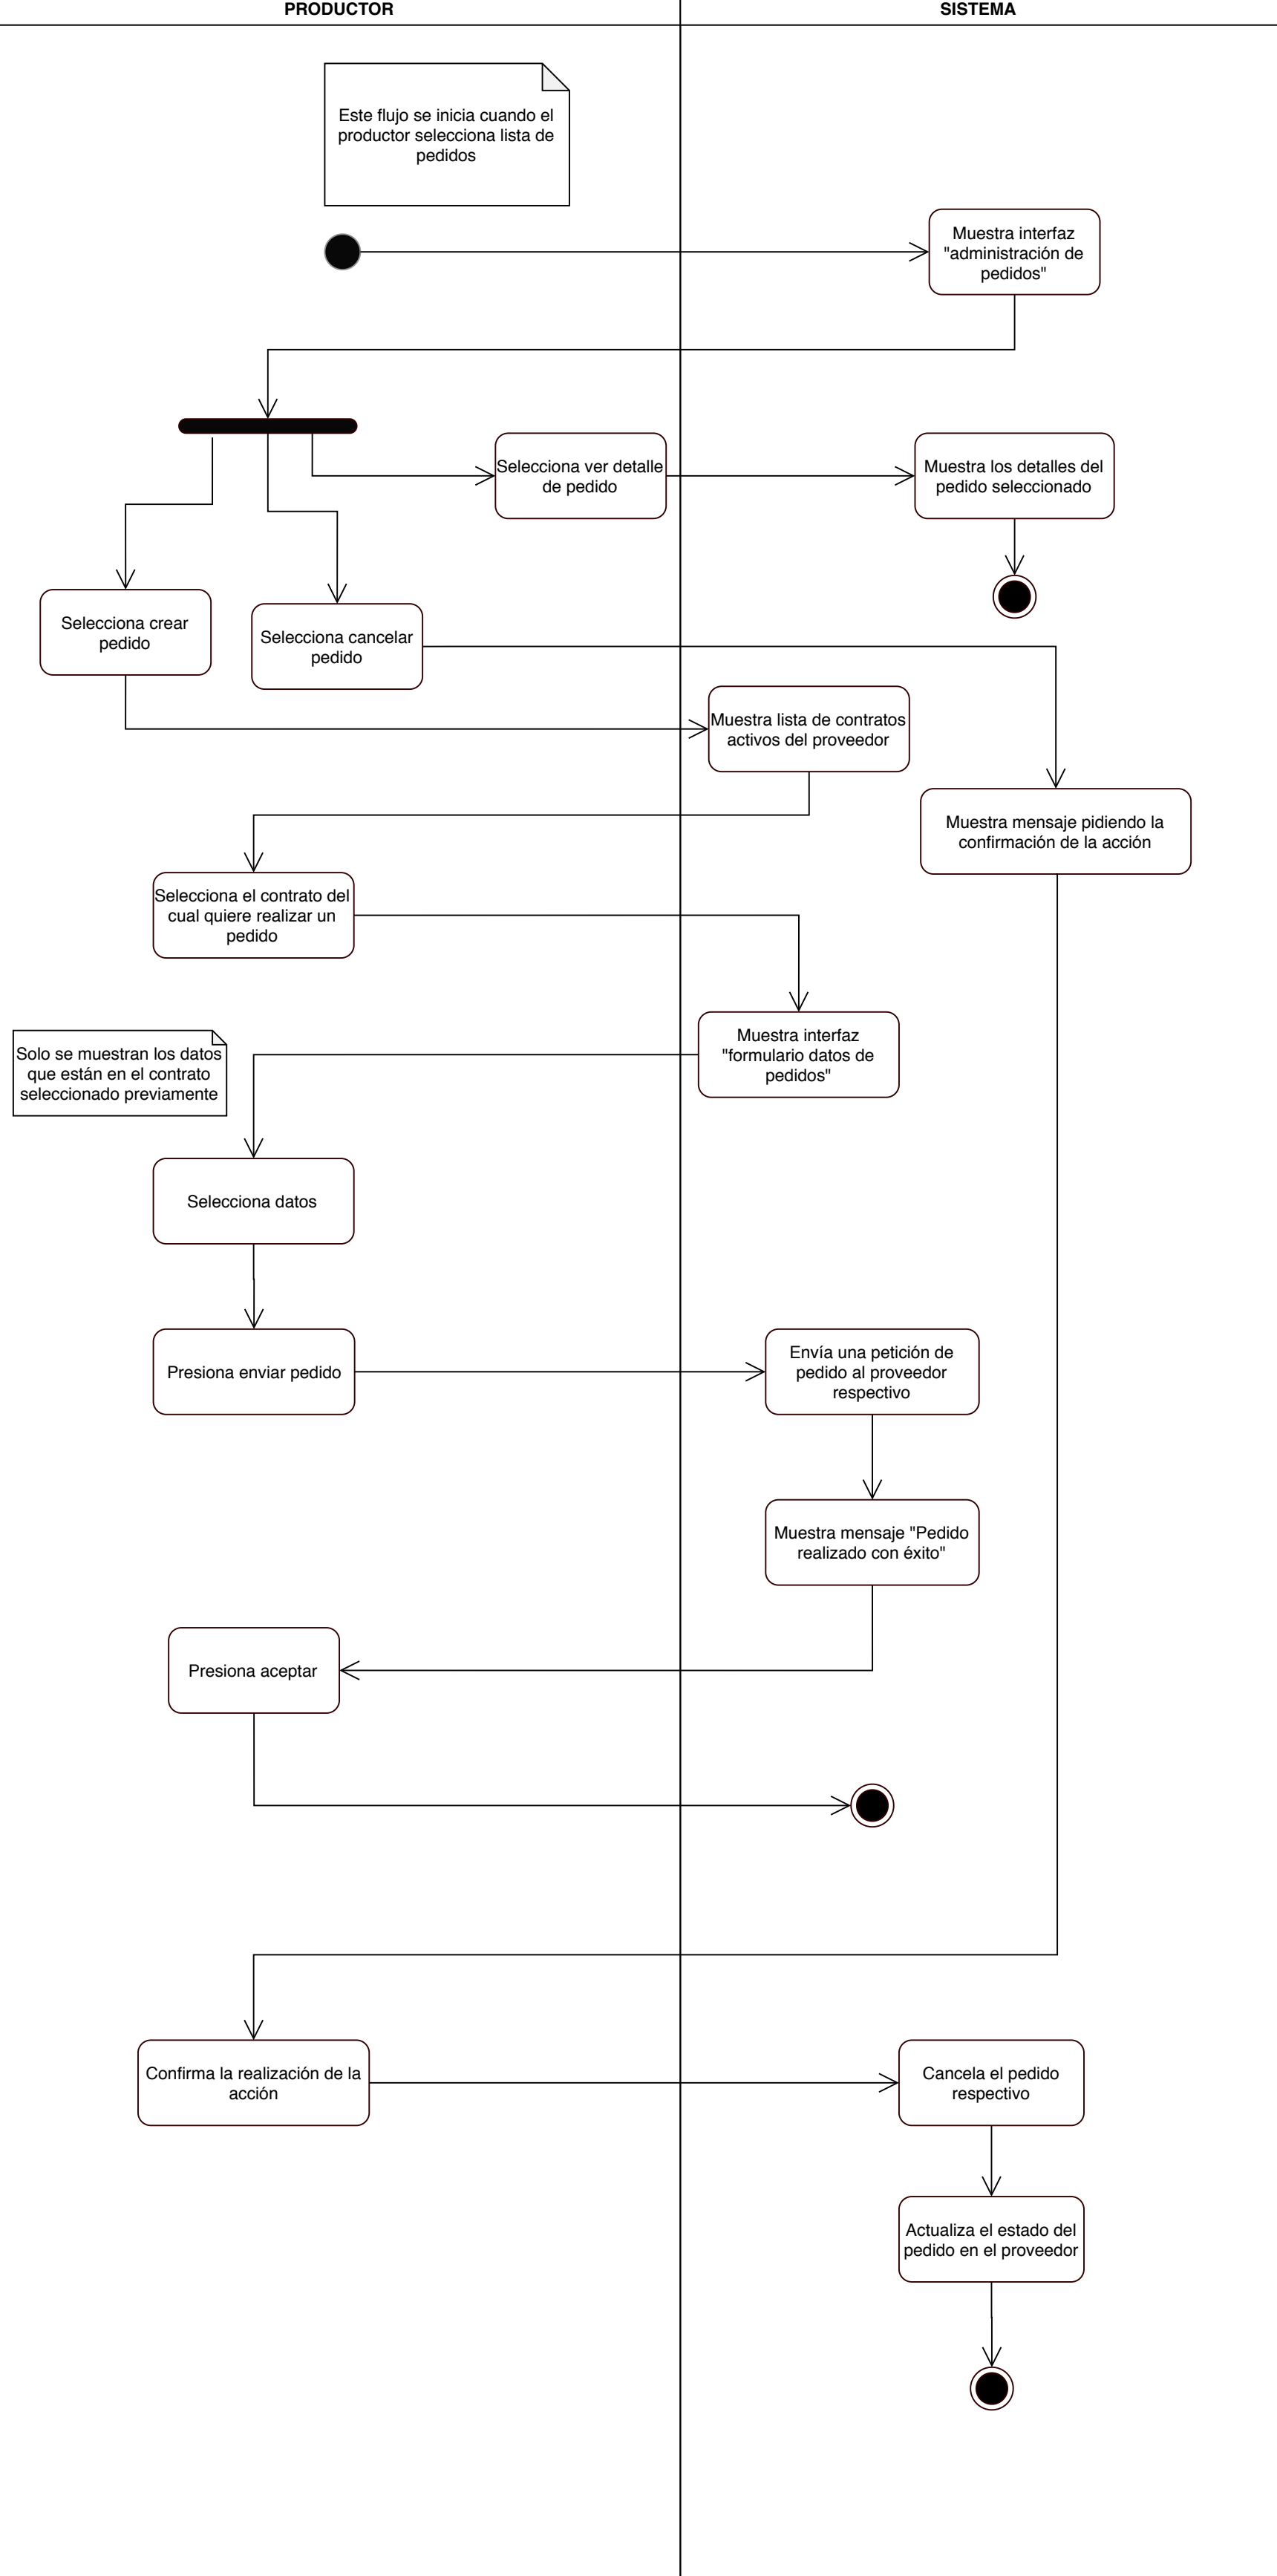 PRODUCTOR
SISTEMA
Este flujo se inicia cuando el
productor selecciona lista de
pedidos
Muestra interfaz
"administración de
pedidos"
Selecciona ver detalle
de pedido
Muestra los detalles del
pedido seleccionado
Selecciona crear
pedido
Selecciona cancelar
pedido
Muestra lista de contratos
activos del proveedor
Muestra mensaje pidiendo la
confirmación de la acción
Selecciona el contrato del
cual quiere realizar un
pedido
Muestra interfaz
"formulario datos de
pedidos"
Solo se muestran los datos
que están en el contrato
seleccionado previamente
Selecciona datos
Presiona enviar pedido
Envía una petición de
pedido al proveedor
respectivo
Muestra mensaje "Pedido
realizado con éxito"
Presiona aceptar
Confirma la realización de la
acción
Cancela el pedido
respectivo
Actualiza el estado del
pedido en el proveedor